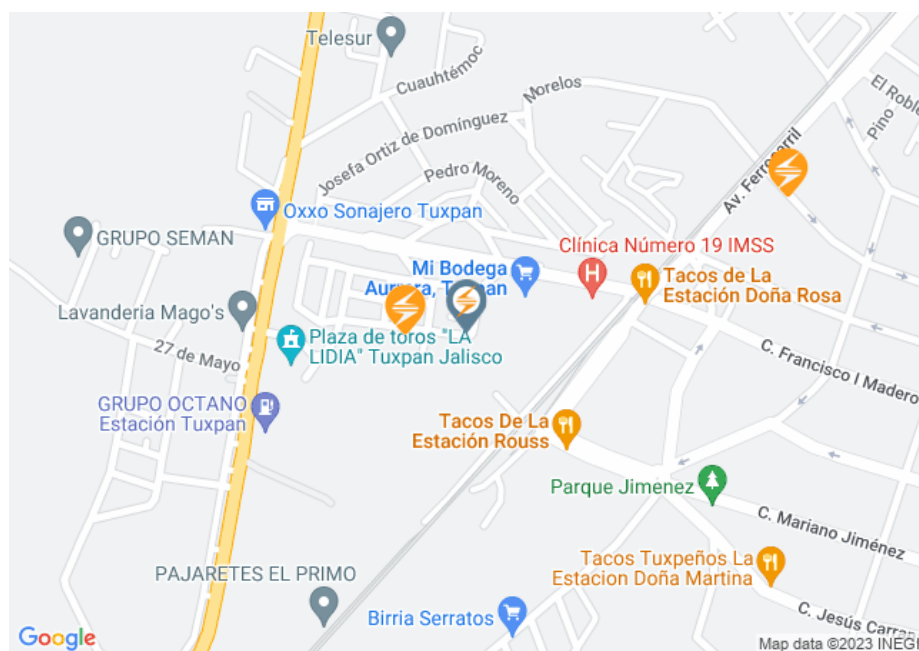 Telesur
Cuauhtémoc
Morelos
El Roble
Pino
Josefa Ortiz de Domínguez
Pedro Moreno
Av. Ferrocarril
Oxxo Sonajero Tuxpan
GRUPO SEMAN
Clínica Número 19 IMSS
Mi Bodega
Aurrera, Tuxpan
Tacos de La
Estación Doña Rosa
Lavanderia Mago's
27 de Mayo
Plaza de toros "LA
LIDIA" Tuxpan Jalisco
C. Francisco I Madero
GRUPO OCTANO
Estación Tuxpan
Tacos De La
Estación Rouss
Parque Jimenez
C. Mariano Jiménez
Tacos Tuxpeños La
Estacion Doña Martina
PAJARETES EL PRIMO
Birria Serratos
C. Jesús Carran
Google
Map data ©2023 INEGI